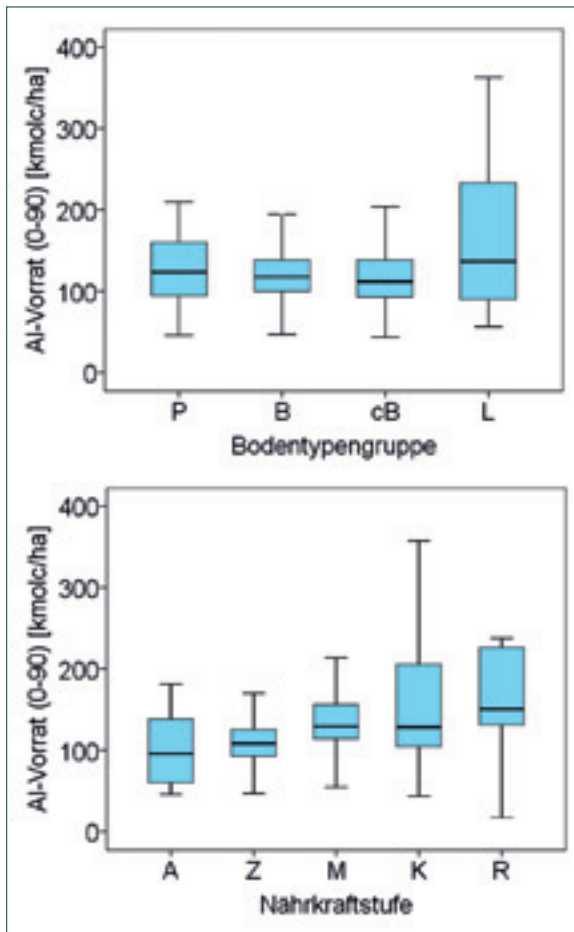 Al-Vorrat (0-90) [kmolc/ha]
400
300
200
100
0
P B cB L
Bodentypengruppe
Al-Vorrat (0-90) [kmolc/ha]
400
300
200
100
0
A Z M K R
Nährkraftstufe